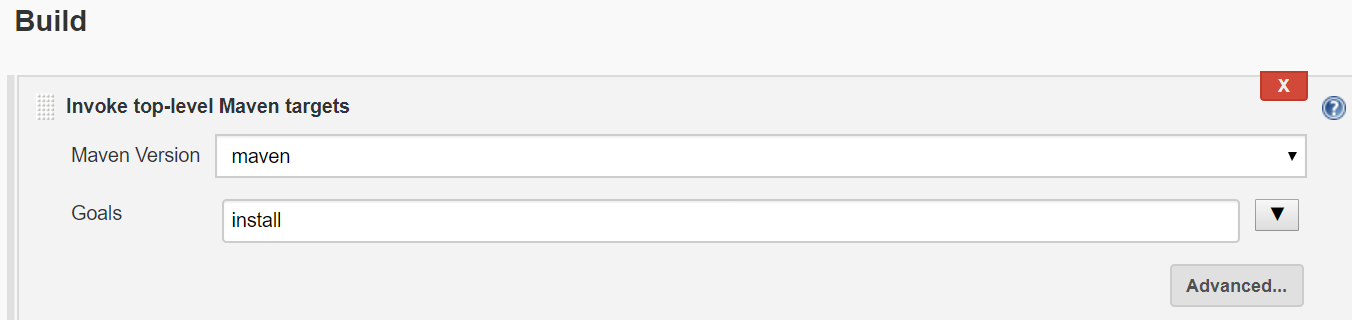 Build
X
Invoke top-level Maven targets
?
Maven Version maven
Goals install
Advanced...